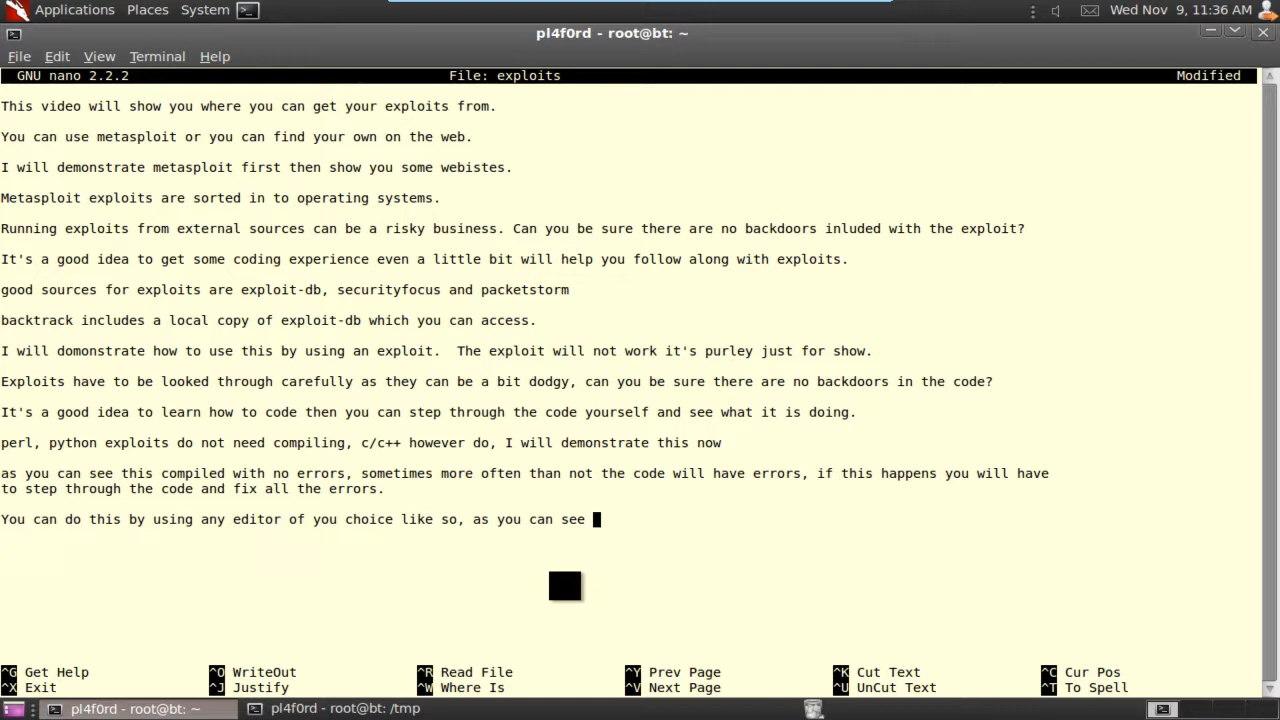 Applications Places System Wed Nov 9, 11:36 AM
pl4f0rd - root@bt: ~
File Edit View Terminal Help
GNU nano 2.2.2 File: exploits Modified
This video will show you where you can get your exploits from.
You can use metasploit or you can find your own on the web.
I will demonstrate metasploit first then show you some webistes.
Metasploit exploits are sorted in to operating systems.
Running exploits from external sources can be a risky business. Can you be sure there are no backdoors inluded with the exploit?
It's a good idea to get some coding experience even a little bit will help you follow along with exploits.
good sources for exploits are exploit-db, securityfocus and packetstorm
backtrack includes a local copy of exploit-db which you can access.
I will domonstrate how to use this by using an exploit.  The exploit will not work it's purley just for show.
Exploits have to be looked through carefully as they can be a bit dodgy, can you be sure there are no backdoors in the code?
It's a good idea to learn how to code then you can step through the code yourself and see what it is doing.
perl, python exploits do not need compiling, c/c++ however do, I will demonstrate this now
as you can see this compiled with no errors, sometimes more often than not the code will have errors, if this happens you will have
to step through the code and fix all the errors.
You can do this by using any editor of you choice like so, as you can see
^G Get Help ^O WriteOut ^R Read File ^Y Prev Page ^K Cut Text ^C Cur Pos
^X Exit ^J Justify ^W Where Is ^V Next Page ^U UnCut Text ^T To Spell
pl4f0rd - root@bt: ~ pl4f0rd - root@bt: /tmp